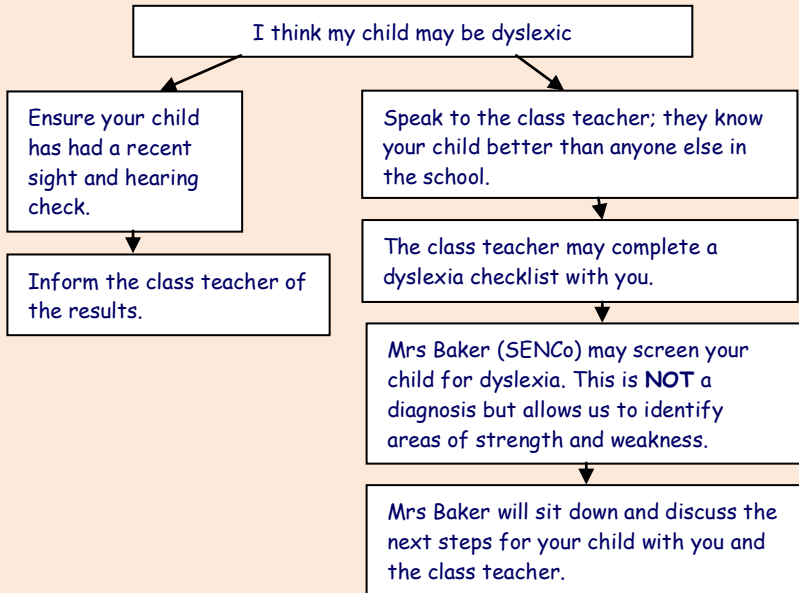 I think my child may be dyslexic
Ensure your child
has had a recent
sight and hearing
check.
Inform the class teacher of
the results.
Speak to the class teacher; they know
your child better than anyone else in
the school.
The class teacher may complete a
dyslexia checklist with you.
Mrs Baker (SENCo) may screen your
child for dyslexia. This is NOT a
diagnosis but allows us to identify
areas of strength and weakness.
Mrs Baker will sit down and discuss the
next steps for your child with you and
the class teacher.